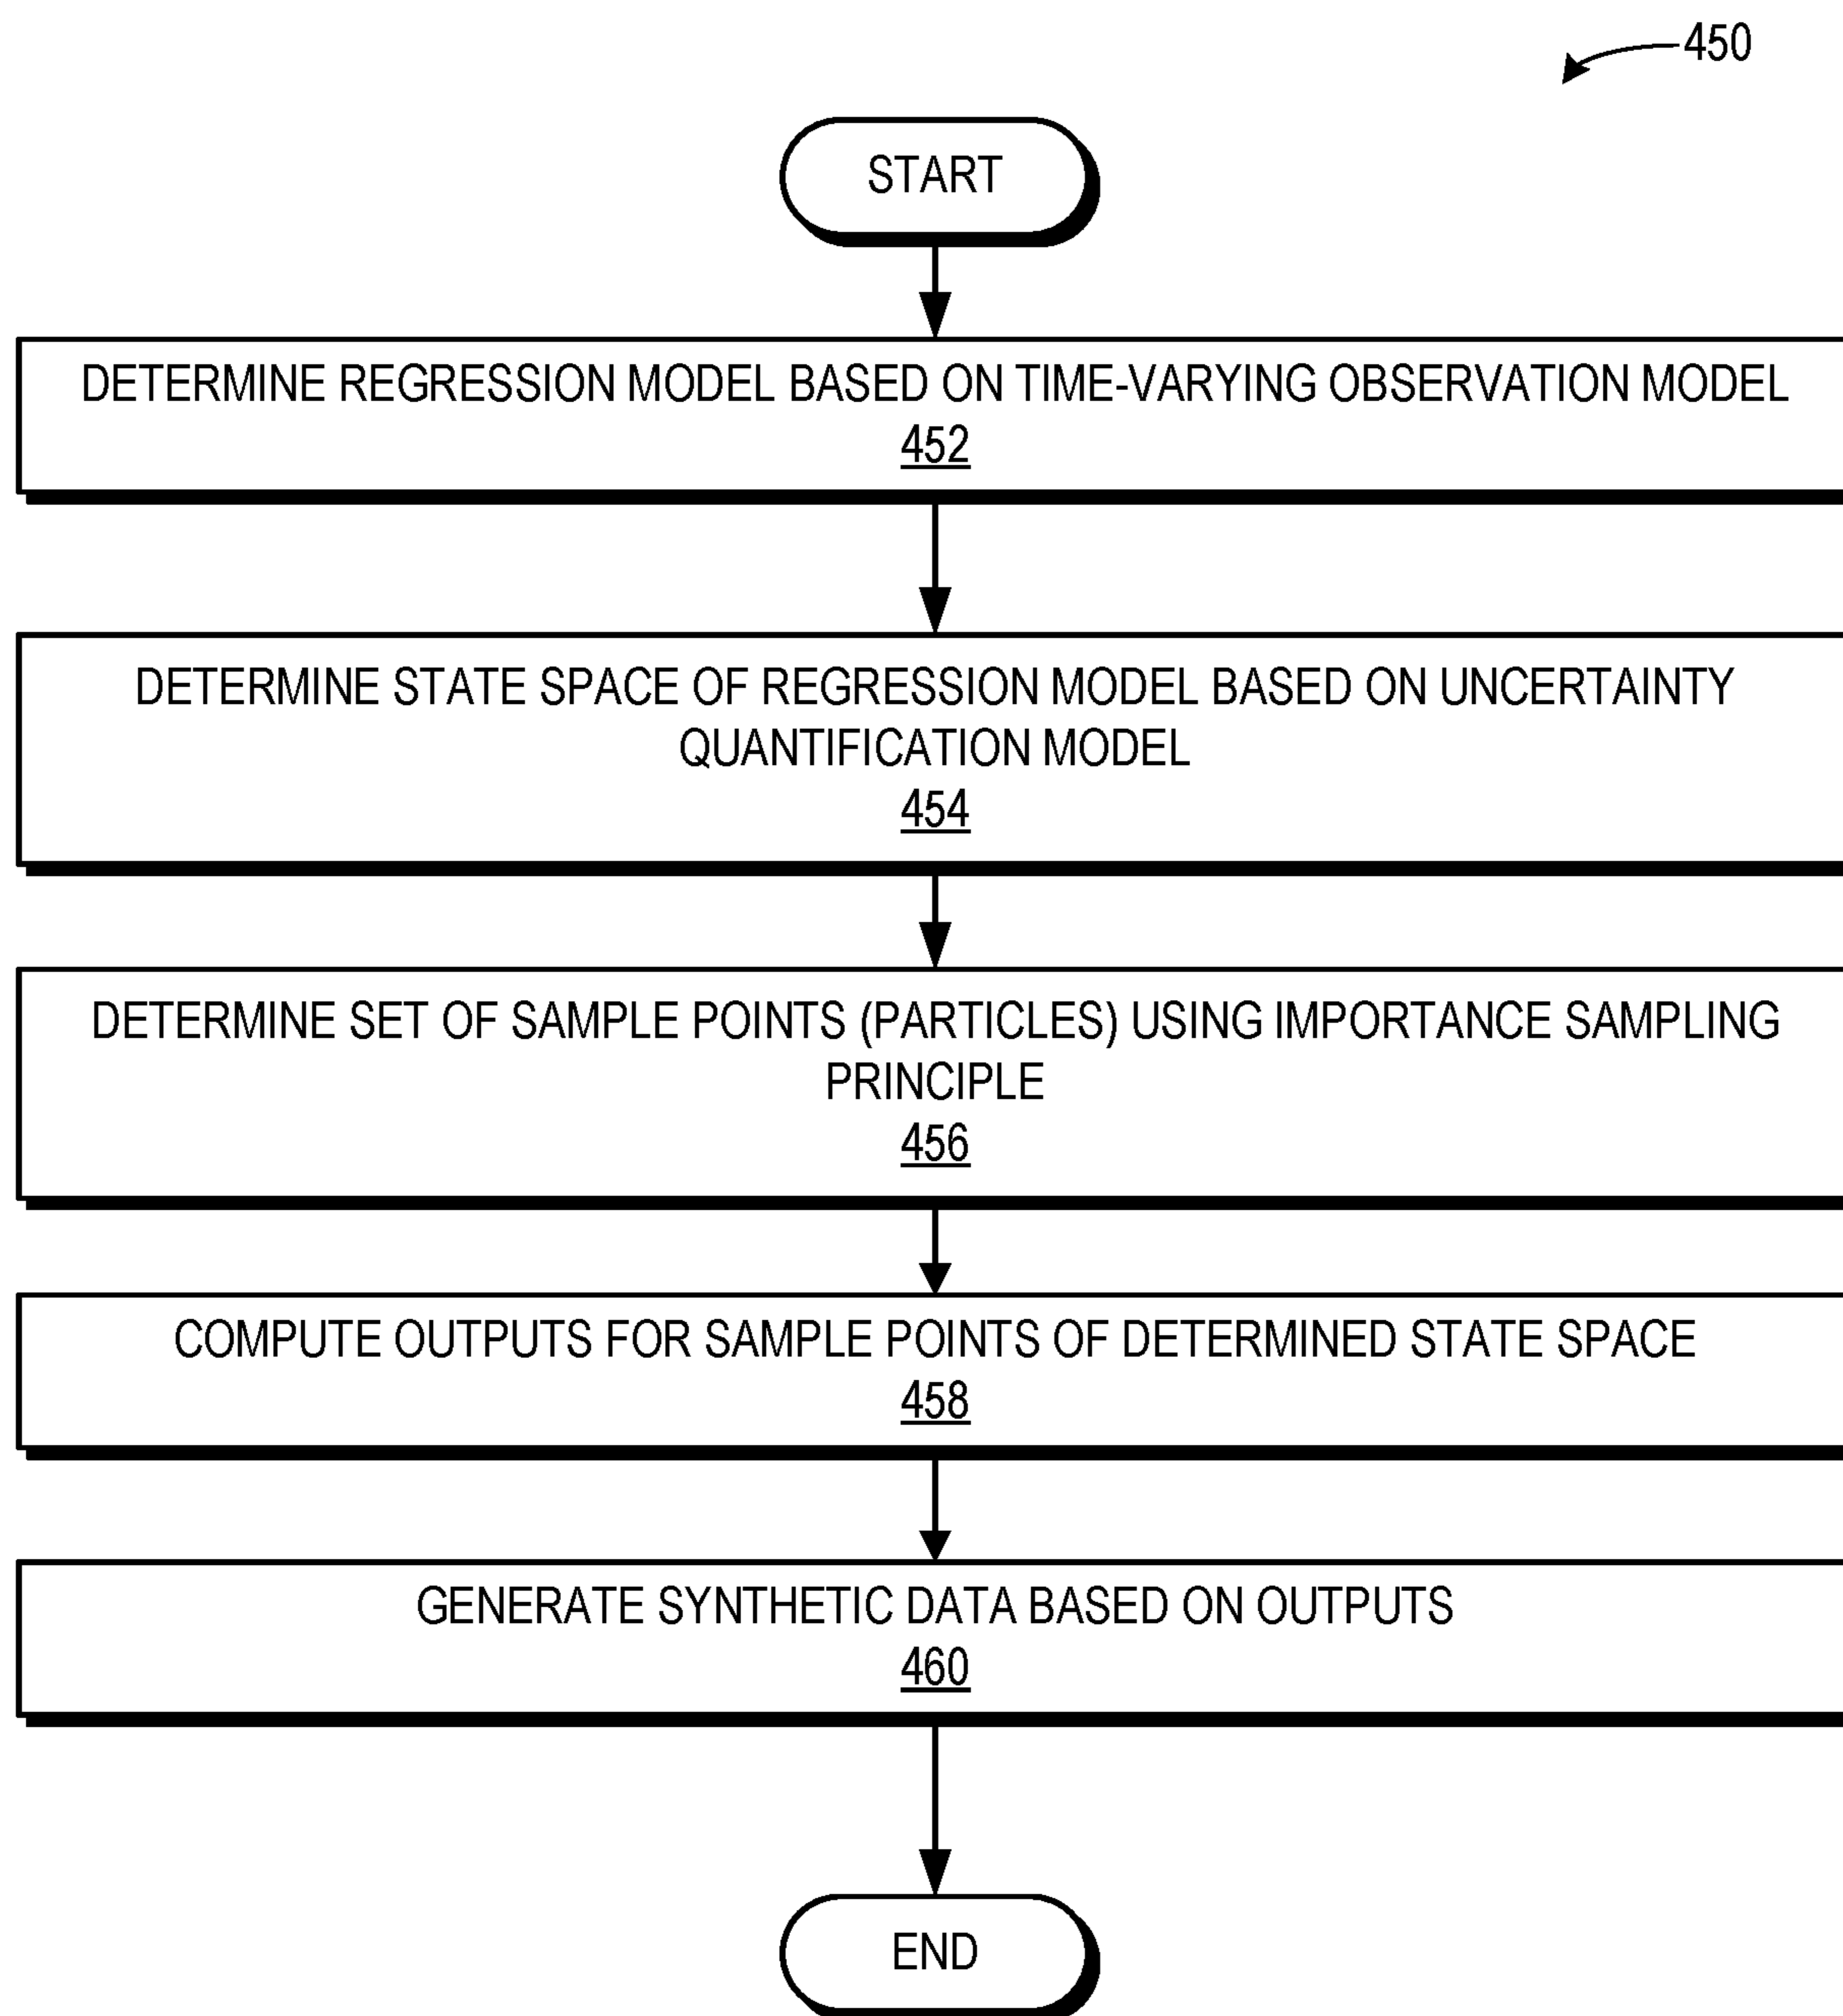 450
START
DETERMINE REGRESSION MODEL BASED ON TIME-VARYING OBSERVATION MODEL
452
DETERMINE STATE SPACE OF REGRESSION MODEL BASED ON UNCERTAINTY
QUANTIFICATION MODEL
454
DETERMINE SET OF SAMPLE POINTS (PARTICLES) USING IMPORTANCE SAMPLING
PRINCIPLE
456
COMPUTE OUTPUTS FOR SAMPLE POINTS OF DETERMINED STATE SPACE
458
GENERATE SYNTHETIC DATA BASED ON OUTPUTS
460
END